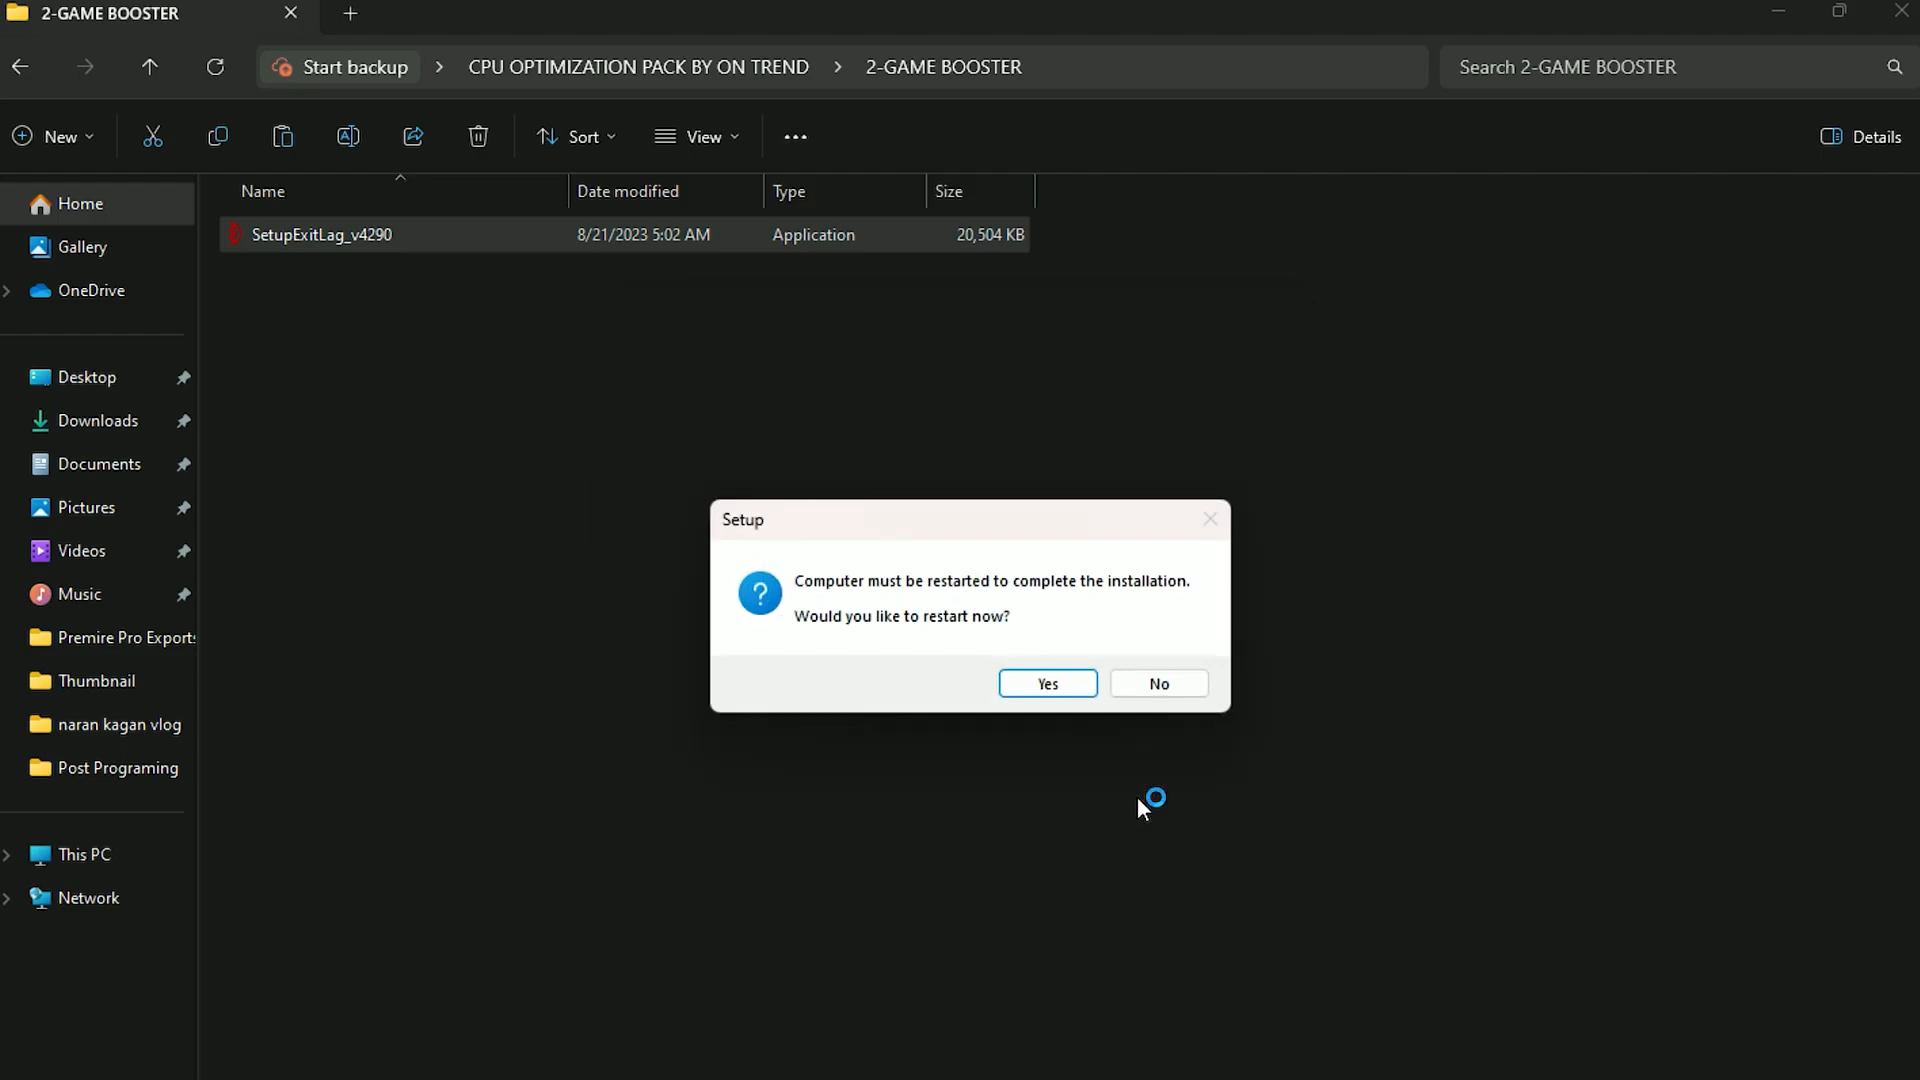 2-GAME BOOSTER
Start backup > CPU OPTIMIZATION PACK BY ON TREND > 2-GAME BOOSTER
Search 2-GAME BOOSTER
New
Sort
View
Details
Name
Date modified
Type
Size
SetupExitLag_v4290
8/21/2023 5:02 AM
Application
20,504 KB
Home
Gallery
OneDrive
Desktop
Downloads
Documents
Pictures
Videos
Music
Premire Pro Exports
Thumbnail
naran kagan vlog
Post Programing
This PC
Network
Setup
Computer must be restarted to complete the installation.
Would you like to restart now?
Yes
No